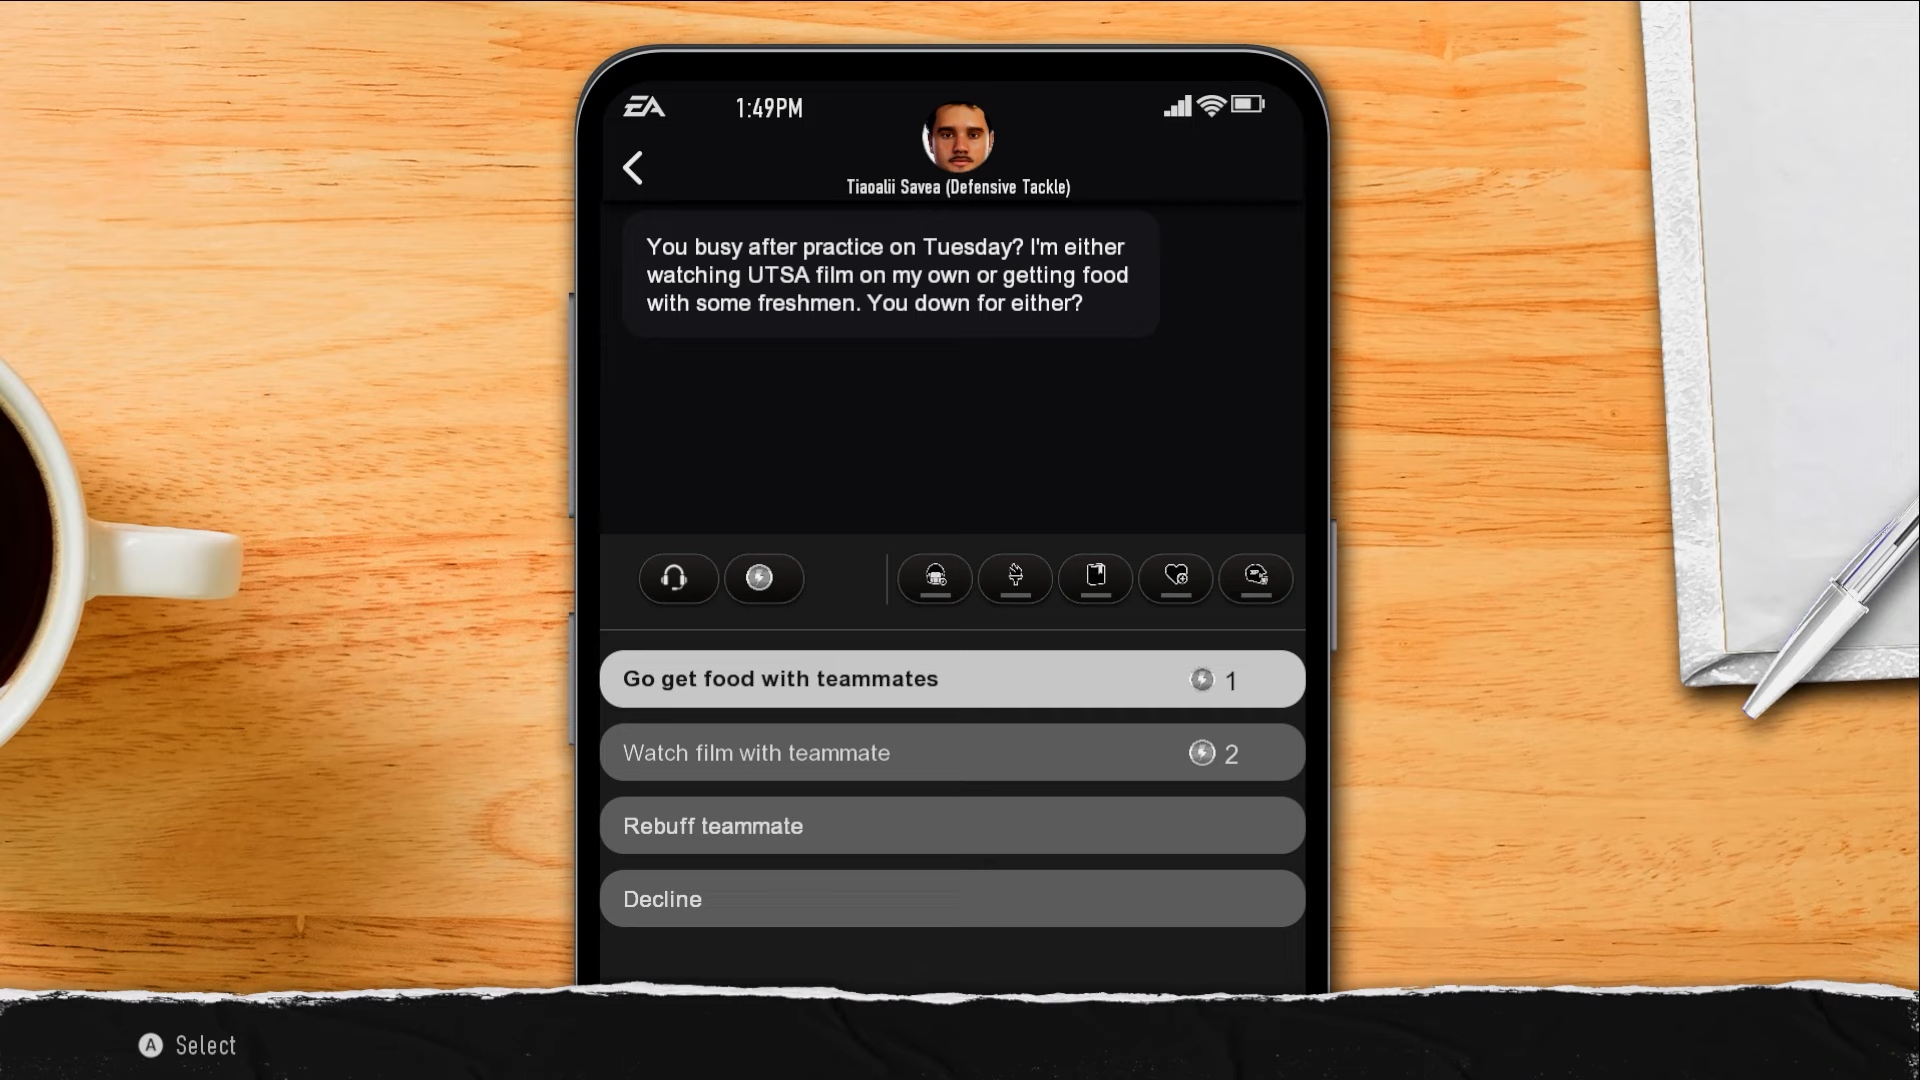 EA
1:49PM
Tiaoalii Savea (Defensive Tackle)
You busy after practice on Tuesday? I'm either
watching UTSA film on my own or getting food
with some freshmen. You down for either?
Go get food with teammates 1
Watch film with teammate 2
Rebuff teammate
Decline
A Select